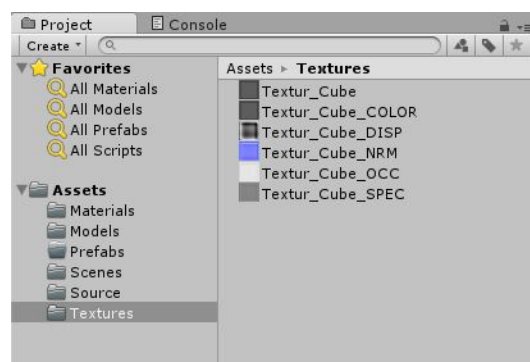 Project
Console
Create
Favorites
All Materials
All Models
All Prefabs
All Scripts
Assets
Materials
Models
Prefabs
Scenes
Source
Textures
Assets ▸ Textures
Textur_Cube
Textur_Cube_COLOR
Textur_Cube_DISP
Textur_Cube_NRM
Textur_Cube_OCC
Textur_Cube_SPEC